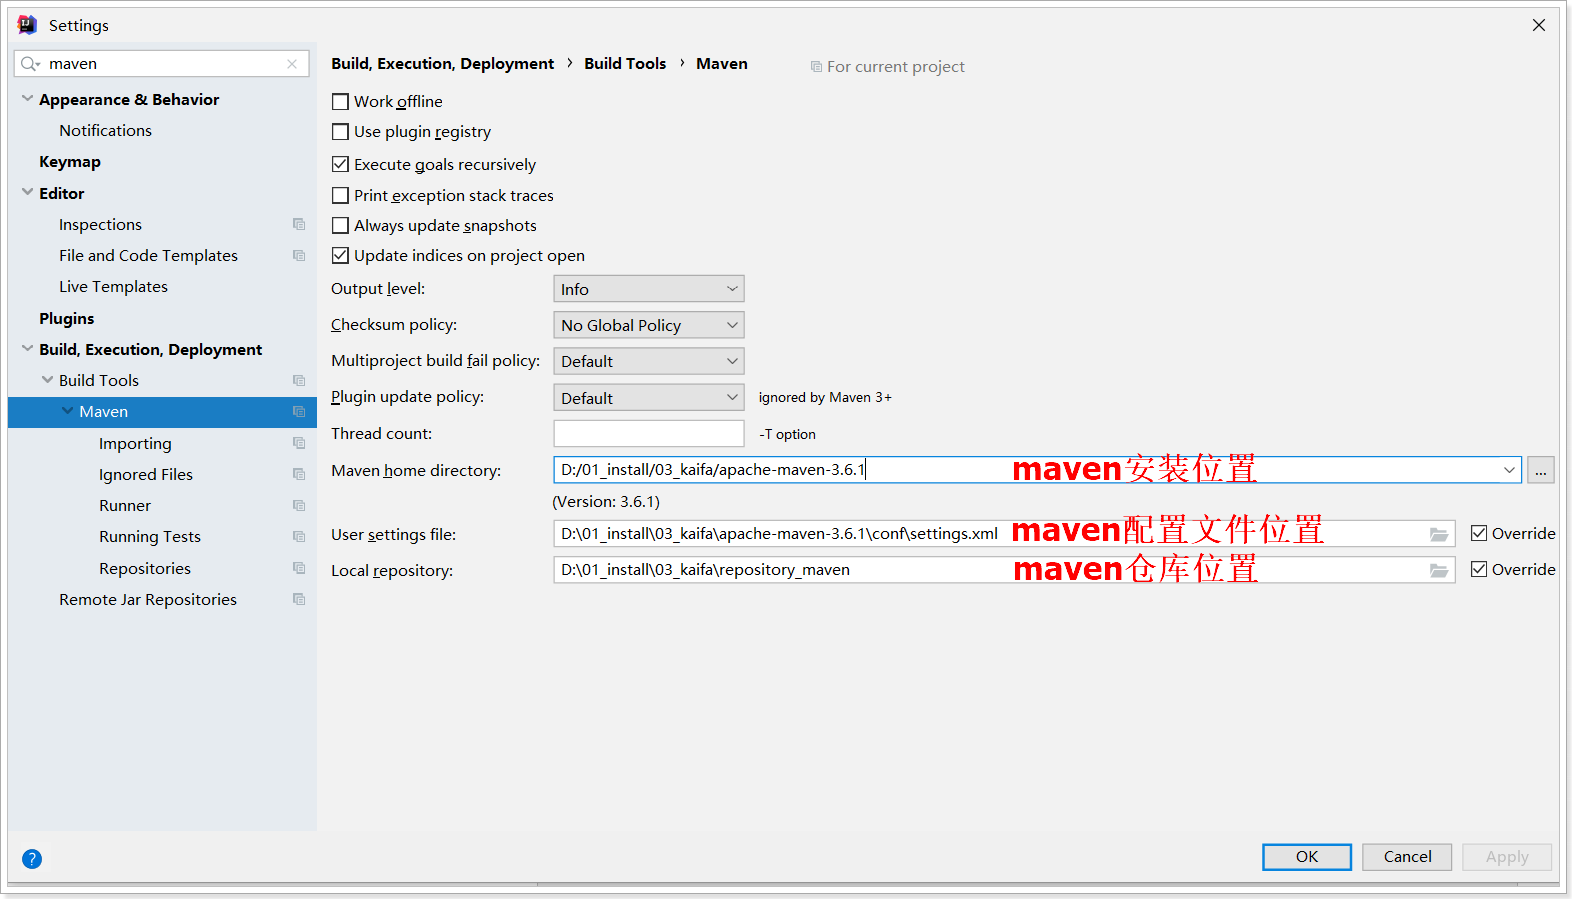 Settings
maven
Appearance & Behavior
Notifications
Keymap
Editor
Inspections
File and Code Templates
Live Templates
Plugins
Build, Execution, Deployment
Build Tools
Maven
Importing
Ignored Files
Runner
Running Tests
Repositories
Remote Jar Repositories
Build, Execution, Deployment › Build Tools › Maven For current project
Work offline
Use plugin registry
Execute goals recursively
Print exception stack traces
Always update snapshots
Update indices on project open
Output level: Info
Checksum policy: No Global Policy
Multiproject build fail policy: Default
Plugin update policy: Default ignored by Maven 3+
Thread count: -T option
Maven home directory: D:/01_install/03_kaifa/apache-maven-3.6.1 maven安装位置 ...
(Version: 3.6.1)
User settings file: D:\01_install\03_kaifa\apache-maven-3.6.1\conf\settings.xml maven配置文件位置 Override
Local repository: D:\01_install\03_kaifa\repository_maven maven仓库位置 Override
? OK Cancel Apply